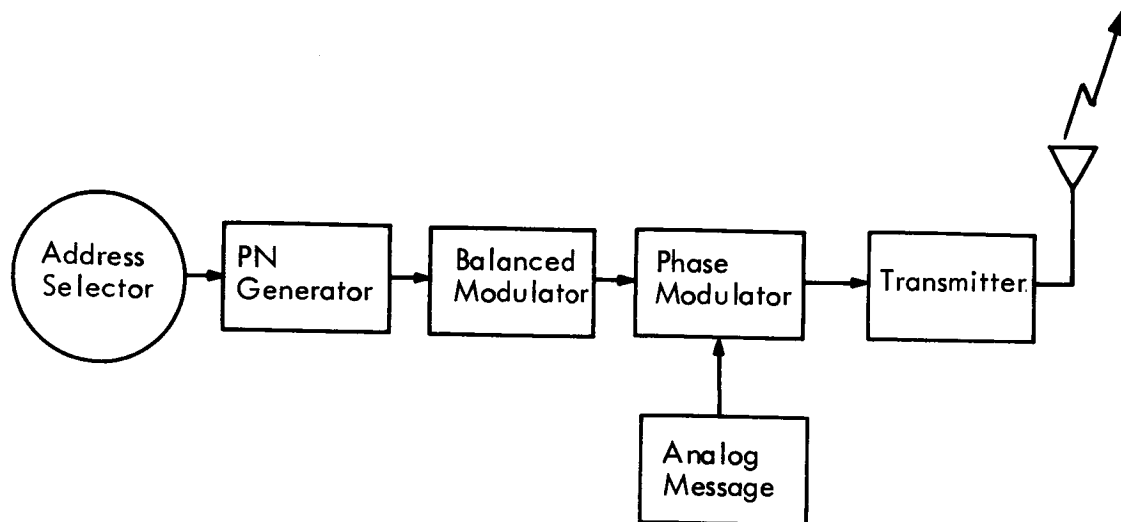 Address
Selector
PN
Generator
Balanced
Modulator
Phase
Modulator
Transmitter.
Analog
Message